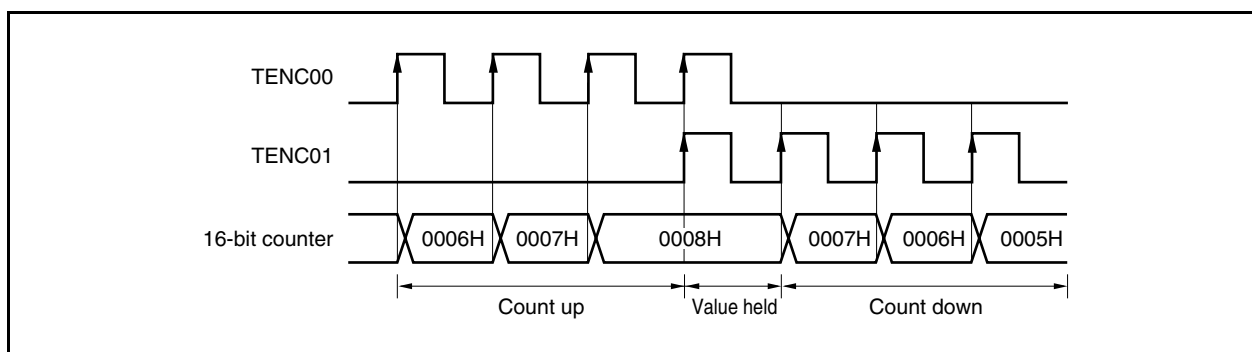 TENC00
TENC01
16-bit counter
0006H 0007H 0008H 0007H 0006H 0005H
Count up Value held Count down